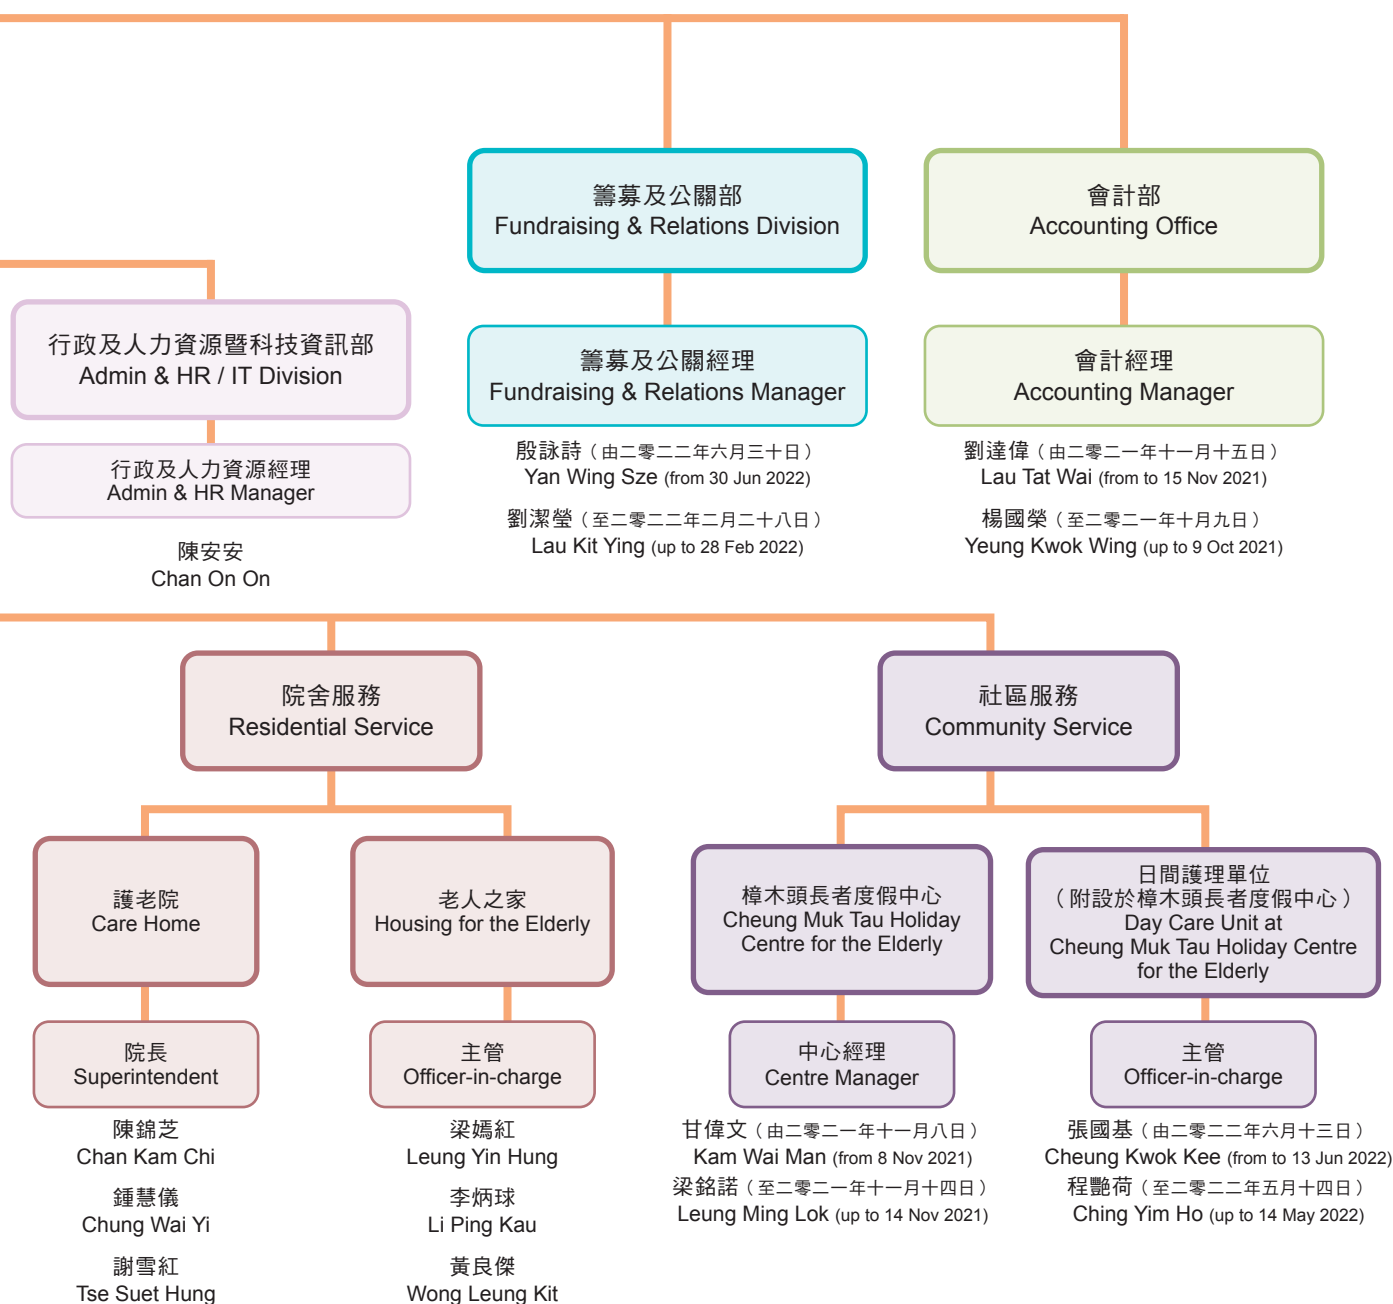 籌募及公關部
Fundraising & Relations Division
會計部
Accounting Office
行政及人力資源暨科技資訊部
Admin & HR / IT Division
籌募及公關經理
Fundraising & Relations Manager
會計經理
Accounting Manager
行政及人力資源經理
Admin & HR Manager
殷詠詩（由二零二二年六月三十日）
Yan Wing Sze (from 30 Jun 2022)
劉潔瑩（至二零二二年二月二十八日）
Lau Kit Ying (up to 28 Feb 2022)
劉達偉（由二零二一年十一月十五日）
Lau Tat Wai (from to 15 Nov 2021)
楊國榮（至二零二一年十月九日）
Yeung Kwok Wing (up to 9 Oct 2021)
陳安安
Chan On On
院舍服務
Residential Service
社區服務
Community Service
護老院
Care Home
老人之家
Housing for the Elderly
樟木頭長者度假中心
Cheung Muk Tau Holiday
Centre for the Elderly
日間護理單位
（附設於樟木頭長者度假中心）
Day Care Unit at
Cheung Muk Tau Holiday Centre
for the Elderly
院長
Superintendent
主管
Officer-in-charge
中心經理
Centre Manager
主管
Officer-in-charge
陳錦芝
Chan Kam Chi
鍾慧儀
Chung Wai Yi
謝雪紅
Tse Suet Hung
梁嫣紅
Leung Yin Hung
李炳球
Li Ping Kau
黃良傑
Wong Leung Kit
甘偉文（由二零二一年十一月八日）
Kam Wai Man (from 8 Nov 2021)
梁銘諾（至二零二一年十一月十四日）
Leung Ming Lok (up to 14 Nov 2021)
張國基（由二零二二年六月十三日）
Cheung Kwok Kee (from to 13 Jun 2022)
程艷荷（至二零二二年五月十四日）
Ching Yim Ho (up to 14 May 2022)